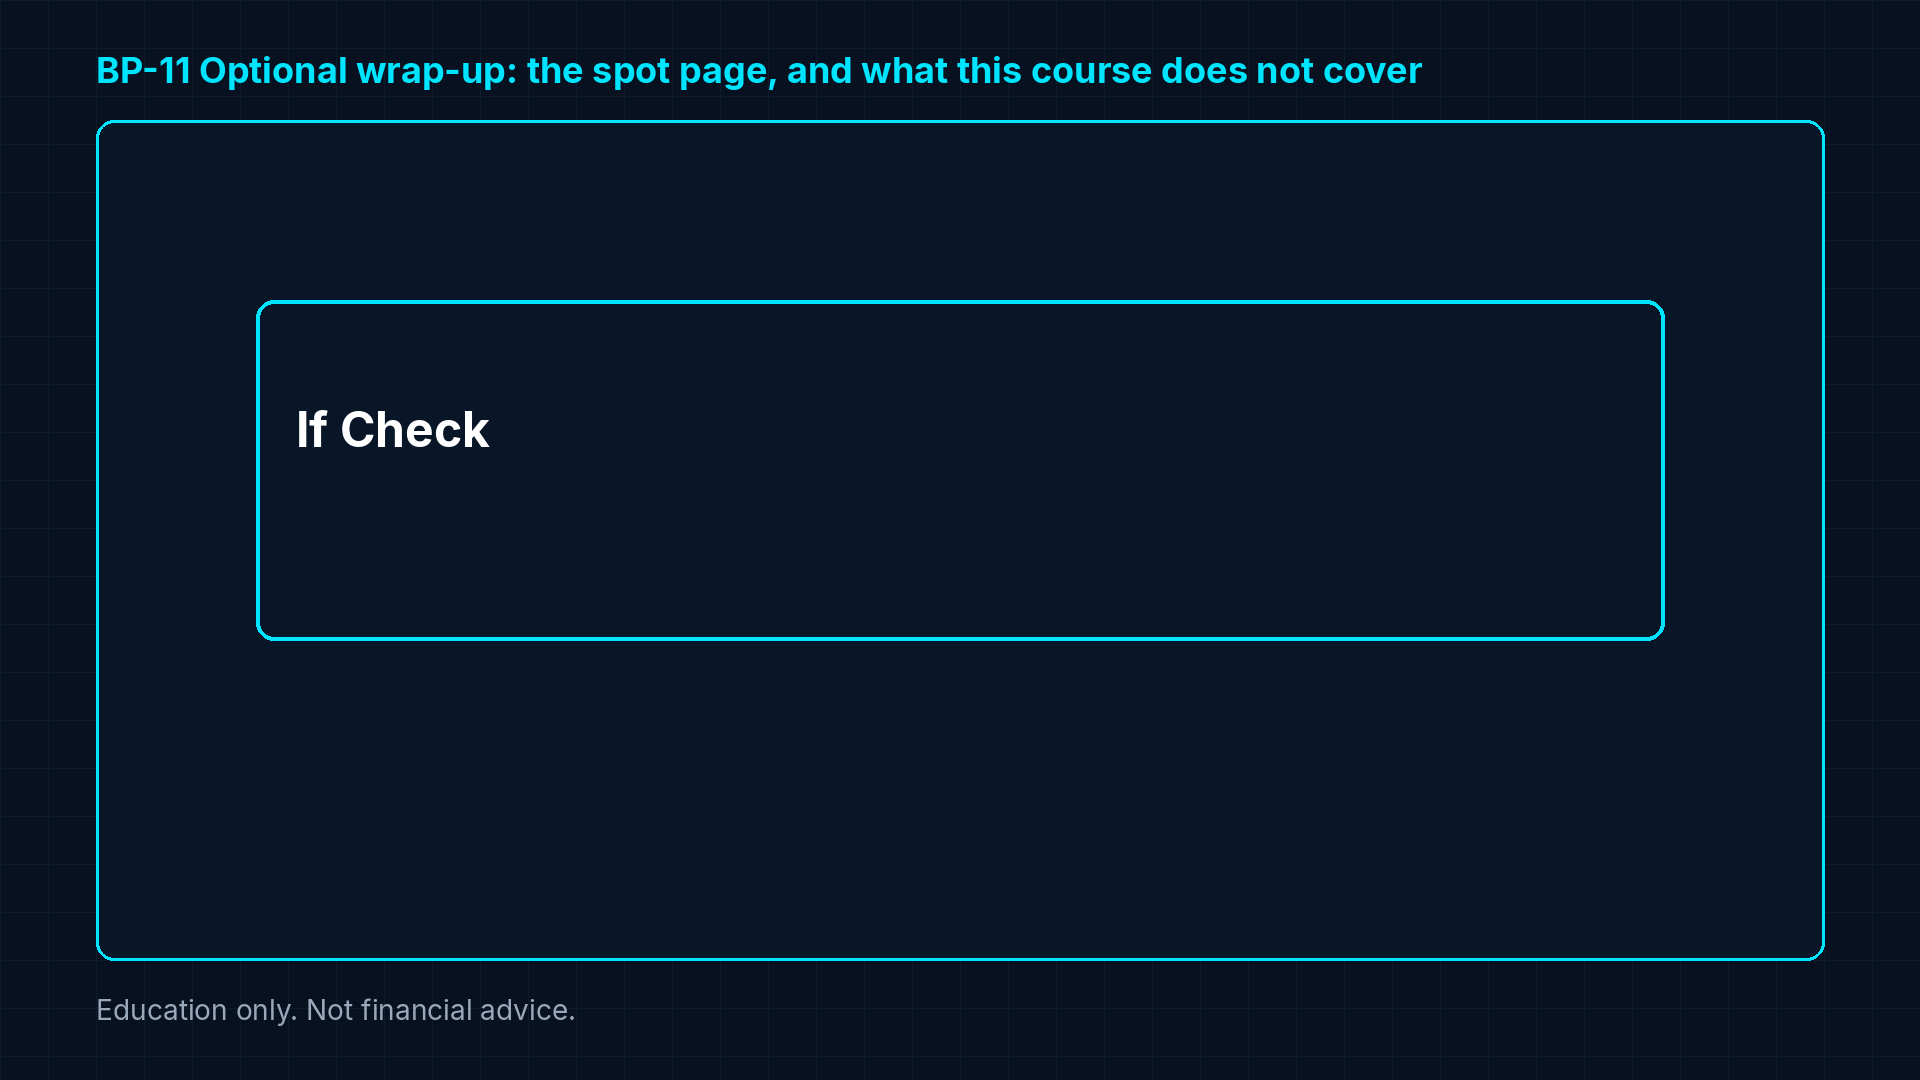 BP-11 Optional wrap-up: the spot page, and what this course does not cover
If Check
Education only. Not financial advice.